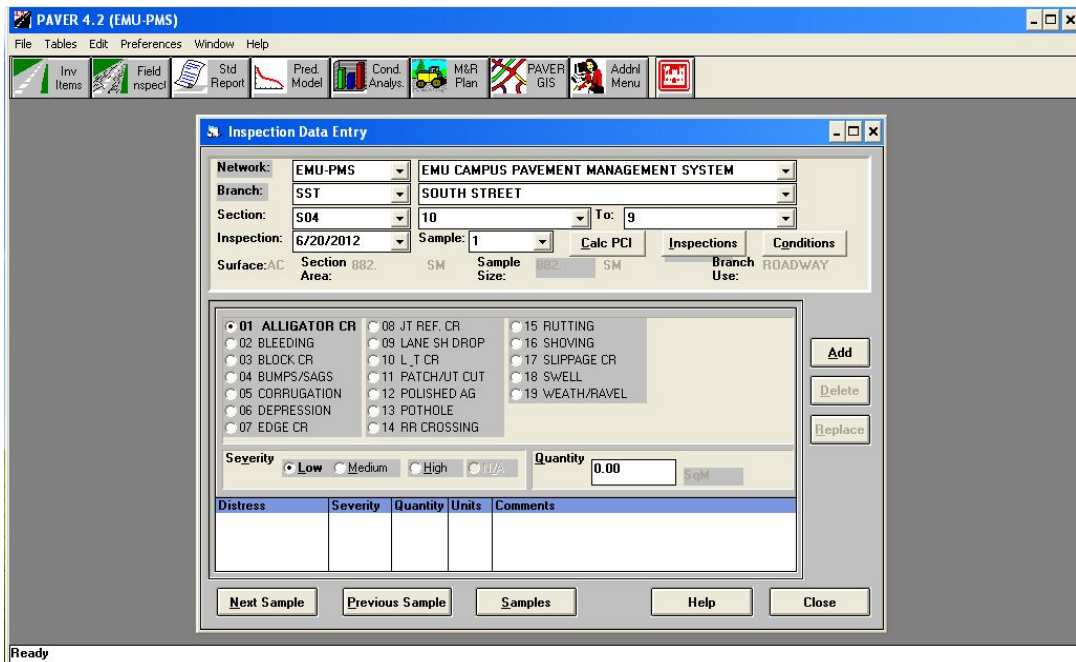 PAVER 4.2 (EMU-PMS)
File Tables Edit Preferences Window Help
Inv Items
Field nspecl
Std Report
Pred. Model
Cond. Analys.
M&R Plan
PAVER GIS
Addnl Menu
Inspection Data Entry
Network: EMU-PMS EMU CAMPUS PAVEMENT MANAGEMENT SYSTEM
Branch: SST SOUTH STREET
Section: S04 10 To: 9
Inspection: 6/20/2012 Sample: 1 Calc PCI Inspections Conditions
Surface: AC Section Area: 882. SM Sample Size: 882. SM Branch Use: ROADWAY
01 ALLIGATOR CR 08 JT REF. CR 15 RUTTING
02 BLEEDING 09 LANE SH DROP 16 SHOVING
03 BLOCK CR 10 L_T CR 17 SLIPPAGE CR
04 BUMPS/SAGS 11 PATCH/UT CUT 18 SWELL
05 CORRUGATION 12 POLISHED AG 19 WEATH/RAVEL
06 DEPRESSION 13 POTHOLE
07 EDGE CR 14 RR CROSSING
Add
Delete
Replace
Severity Low Medium High N/A
Quantity 0.00 SqM
Distress Severity Quantity Units Comments
Next Sample Previous Sample Samples Help Close
Ready